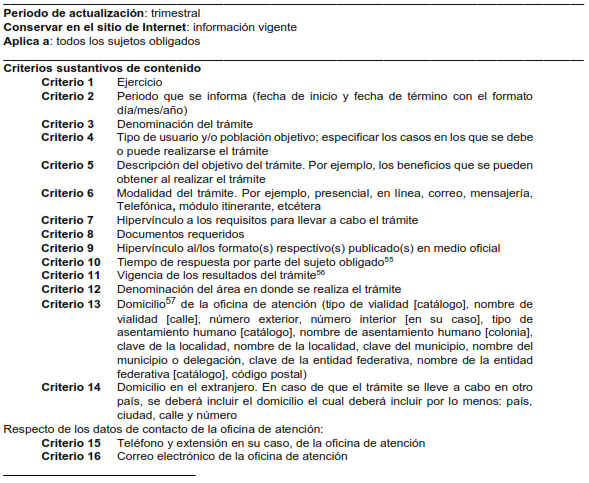 Periodo de actualización: trimestral
Conservar en el sitio de Internet: información vigente
Aplica a: todos los sujetos obligados
Criterios sustantivos de contenido
Criterio 1 Ejercicio
Criterio 2 Periodo que se informa (fecha de inicio y fecha de término con el formato
día/mes/año)
Criterio 3 Denominación del trámite
Criterio 4 Tipo de usuario y/o población objetivo; especificar los casos en los que se debe
o puede realizarse el trámite
Criterio 5 Descripción del objetivo del trámite. Por ejemplo, los beneficios que se pueden
obtener al realizar el trámite
Criterio 6 Modalidad del trámite. Por ejemplo, presencial, en línea, correo, mensajería,
Telefónica, módulo itinerante, etcétera
Criterio 7 Hipervínculo a los requisitos para llevar a cabo el trámite
Criterio 8 Documentos requeridos
Criterio 9 Hipervínculo al/los formato(s) respectivo(s) publicado(s) en medio oficial
Criterio 10 Tiempo de respuesta por parte del sujeto obligado55
Criterio 11 Vigencia de los resultados del trámite56
Criterio 12 Denominación del área en donde se realiza el trámite
Criterio 13 Domicilio57 de la oficina de atención (tipo de vialidad [catálogo], nombre de
vialidad [calle], número exterior, número interior [en su caso], tipo de
asentamiento humano [catálogo], nombre de asentamiento humano [colonia],
clave de la localidad, nombre de la localidad, clave del municipio, nombre del
municipio o delegación, clave de la entidad federativa, nombre de la entidad
federativa [catálogo], código postal)
Criterio 14 Domicilio en el extranjero. En caso de que el trámite se lleve a cabo en otro
país, se deberá incluir el domicilio el cual deberá incluir por lo menos: país,
ciudad, calle y número
Respecto de los datos de contacto de la oficina de atención:
Criterio 15 Teléfono y extensión en su caso, de la oficina de atención
Criterio 16 Correo electrónico de la oficina de atención